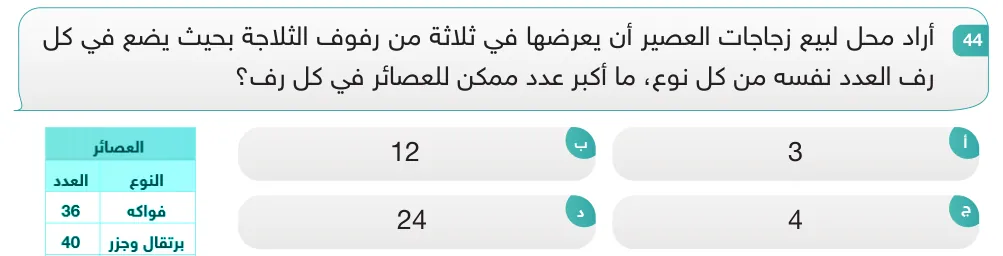 44 أراد محل لبيع زجاجات العصير أن يعرضها في ثلاثة من رفوف الثلاجة بحيث يضع في كل
رف العدد نفسه من كل نوع، ما أكبر عدد ممكن للعصائر في كل رف؟
أ 3
ب 12
ج 4
د 24
العصائر
النوع العدد
فواكه 36
برتقال وجزر 40